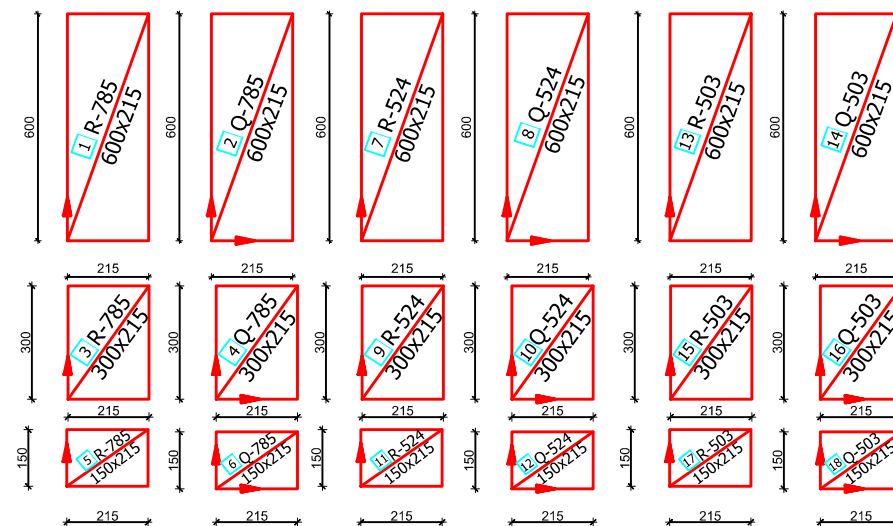 600
1 R-785
600x215
600
2 Q-785
600x215
600
7 R-524
600x215
600
8 Q-524
600x215
600
13 R-503
600x215
600
14 Q-503
600x215
215
215
215
215
215
215
300
3 R-785
300x215
300
4 Q-785
300x215
300
9 R-524
300x215
300
10 Q-524
300x215
300
15 R-503
300x215
300
16 Q-503
300x215
215
215
215
215
215
215
150
5 R-785
150x215
150
6 Q-785
150x215
150
11 R-524
150x215
150
12 Q-524
150x215
150
17 R-503
150x215
150
18 Q-503
150x215
215
215
215
215
215
215